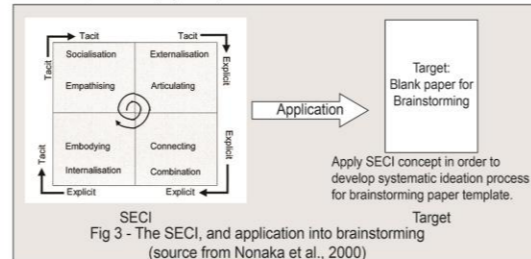 Tacit Tacit
Tacit
Socialisation Externalisation
Explicit
Empathising Articulating
Embodying Connecting
Tacit
Explicit
Internalisation Combination
Explicit Explicit
SECI
Application
Target:
Blank paper for
Brainstorming
Apply SECI concept in order to
develop systematic ideation process
for brainstorming paper template.
Target
Fig 3 - The SECI, and application into brainstorming
(source from Nonaka et al., 2000)